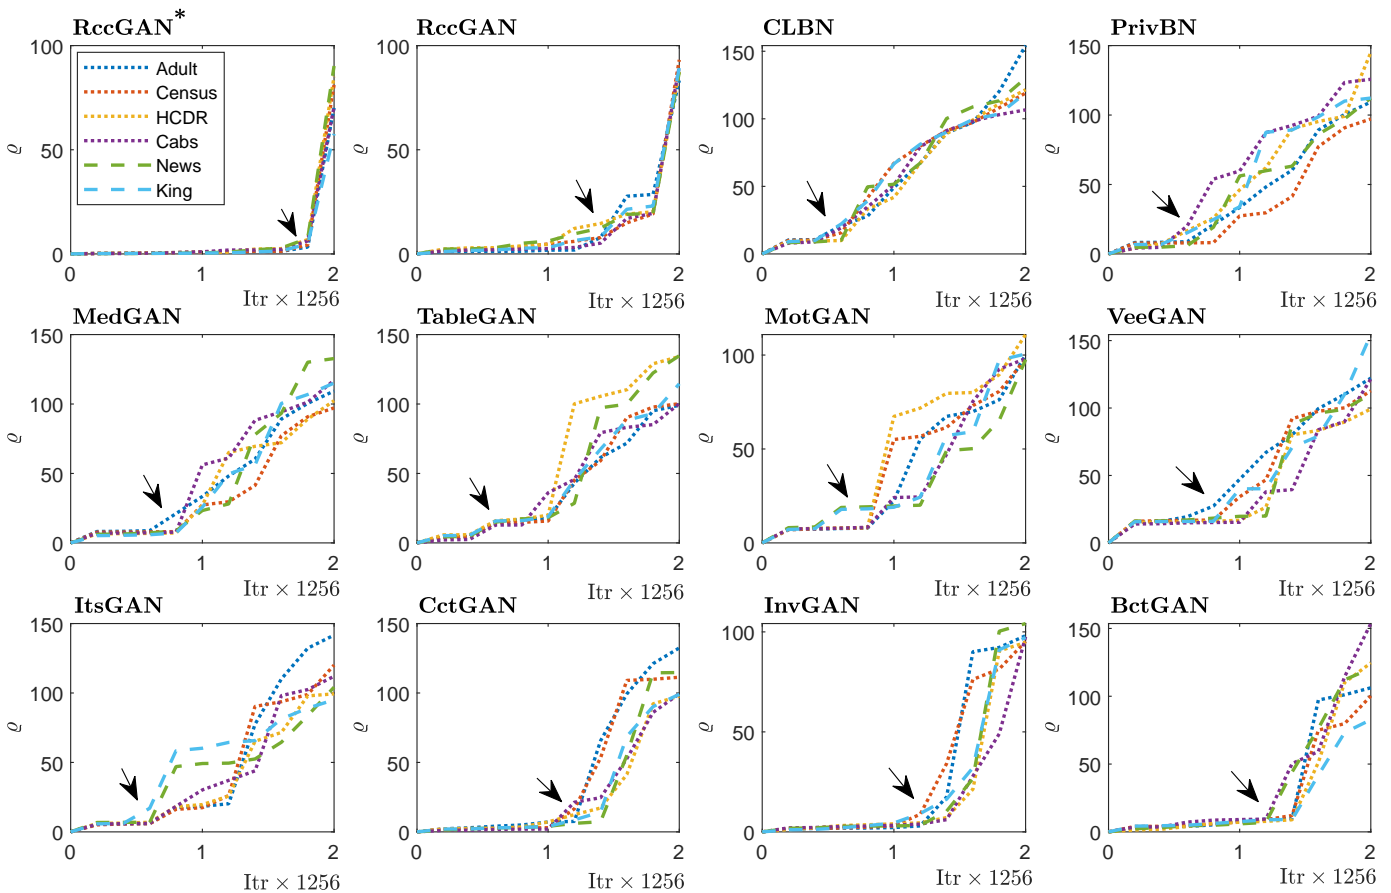 RccGAN*
RccGAN
CLBN
PrivBN
100
50
0
ϱ
Adult
Census
HCDR
Cabs
News
King
0 1 2
Itr × 1256
100
50
0
ϱ
0 1 2
Itr × 1256
150
100
50
0
ϱ
0 1 2
Itr × 1256
150
100
50
0
ϱ
0 1 2
Itr × 1256
MedGAN
TableGAN
MotGAN
VeeGAN
150
100
50
0
ϱ
0 1 2
Itr × 1256
150
100
50
0
ϱ
0 1 2
Itr × 1256
100
50
0
ϱ
0 1 2
Itr × 1256
150
100
50
0
ϱ
0 1 2
Itr × 1256
ItsGAN
CctGAN
InvGAN
BctGAN
150
100
50
0
ϱ
0 1 2
Itr × 1256
150
100
50
0
ϱ
0 1 2
Itr × 1256
100
50
0
ϱ
0 1 2
Itr × 1256
150
100
50
0
ϱ
0 1 2
Itr × 1256